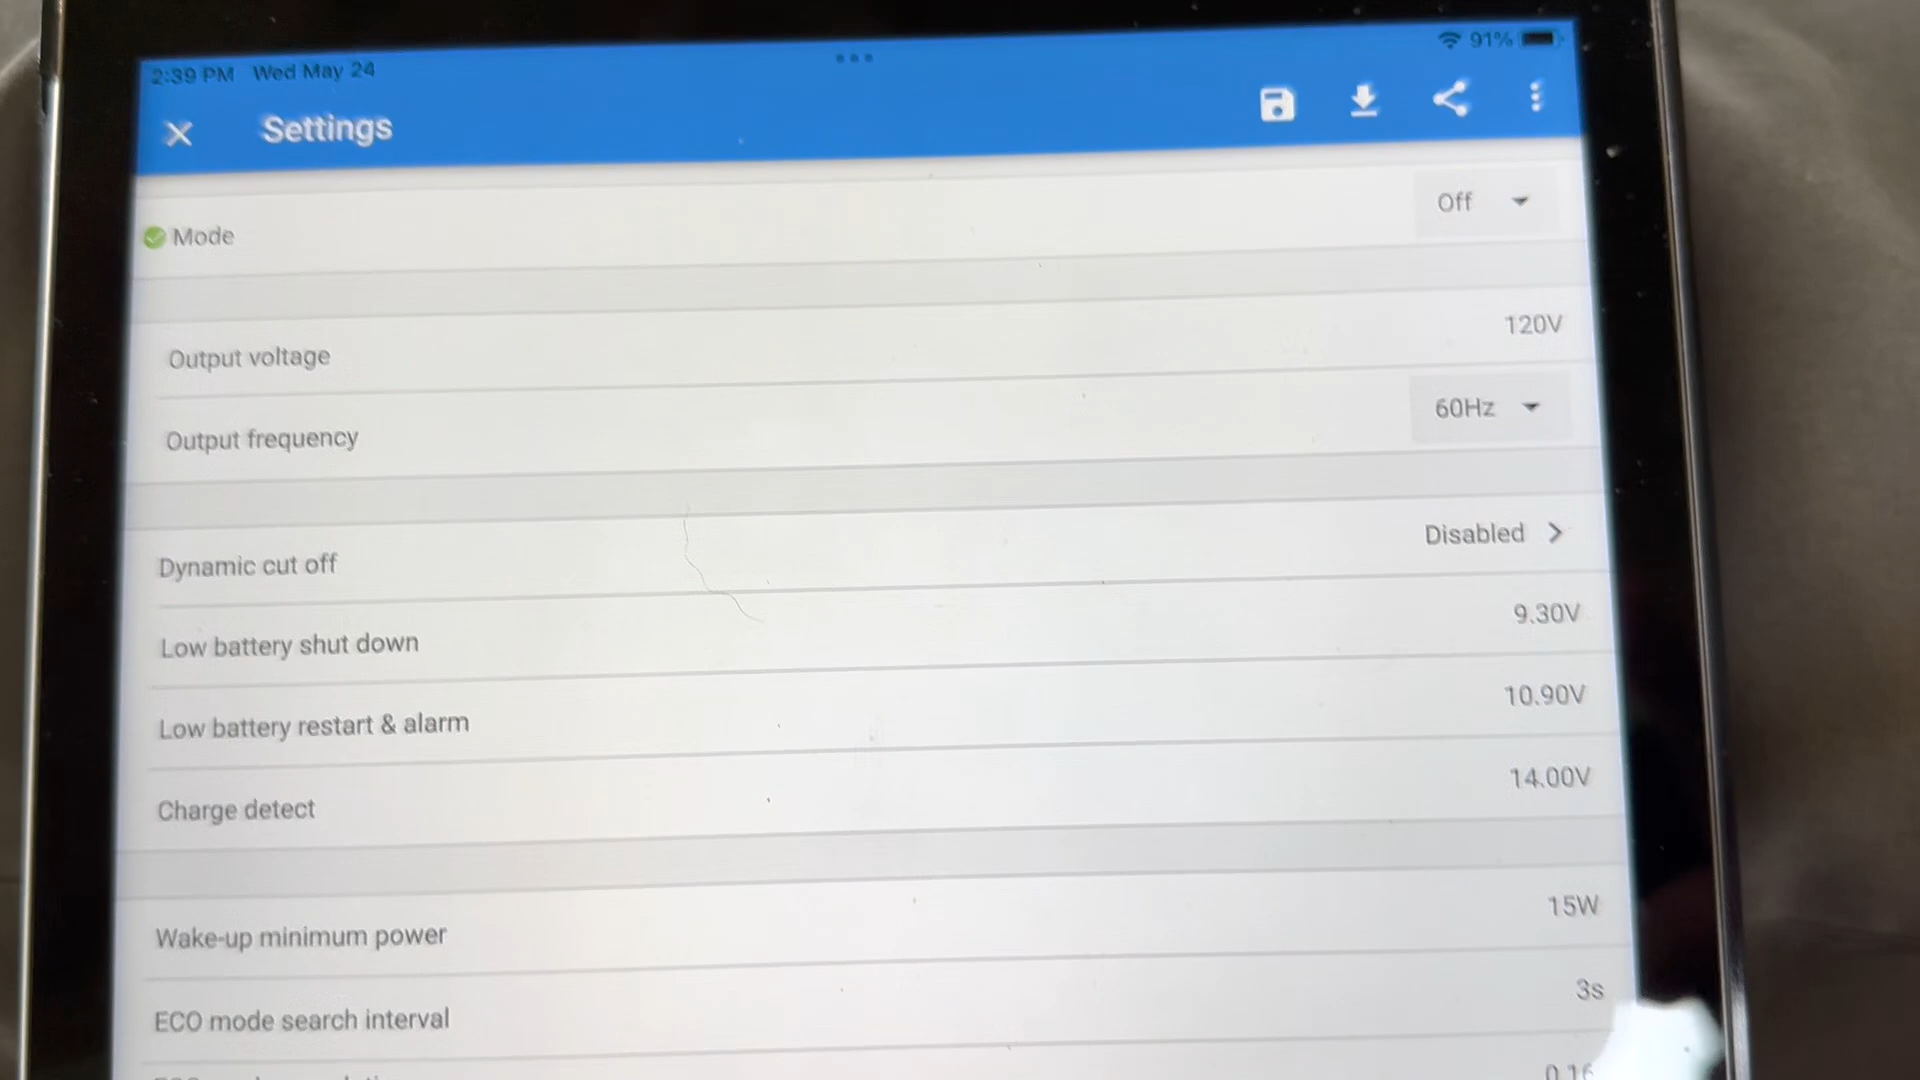 2:39 PM Wed May 24
91%
Settings
Mode
Off
Output voltage
120V
Output frequency
60Hz
Dynamic cut off
Disabled
Low battery shut down
9.30V
Low battery restart & alarm
10.90V
Charge detect
14.00V
Wake-up minimum power
15W
ECO mode search interval
3s